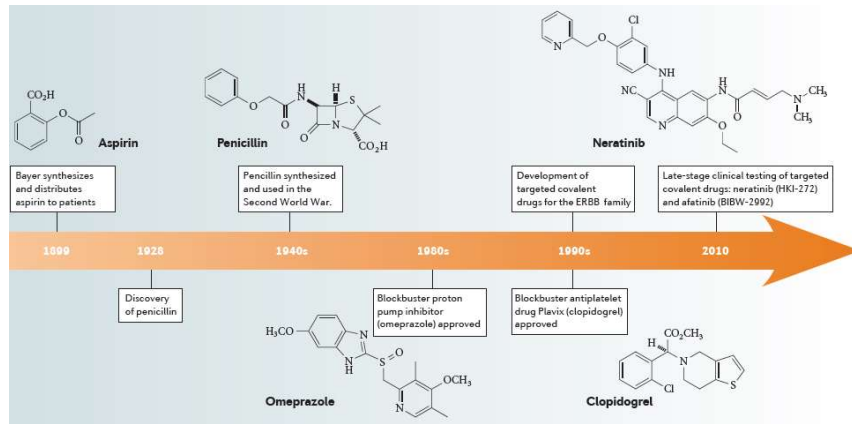 CO₂H
O
O
Aspirin
O
O
H
N
H
S
O
N
CO₂H
Penicillin
N
O
Cl
NH
NC
N
O
HN
O
N
CH₃
CH₃
Neratinib
Bayer synthesizes
and distributes
aspirin to patients
Pencillin synthesized
and used in the
Second World War.
Development of
targeted covalent
drugs for the ERBB family
Late-stage clinical testing of targeted
covalent drugs: neratinib (HKI-272)
and afatinib (BIBW-2992)
1899
1928
1940s
1980s
1990s
2010
Discovery
of penicillin
Blockbuster proton
pump inhibitor
(omeprazole) approved
Blockbuster antiplatelet
drug Plavix (clopidogrel)
approved
H₃CO
N
N
H
S
O
OCH₃
N
Omeprazole
CO₂CH₃
H
N
Cl
S
Clopidogrel